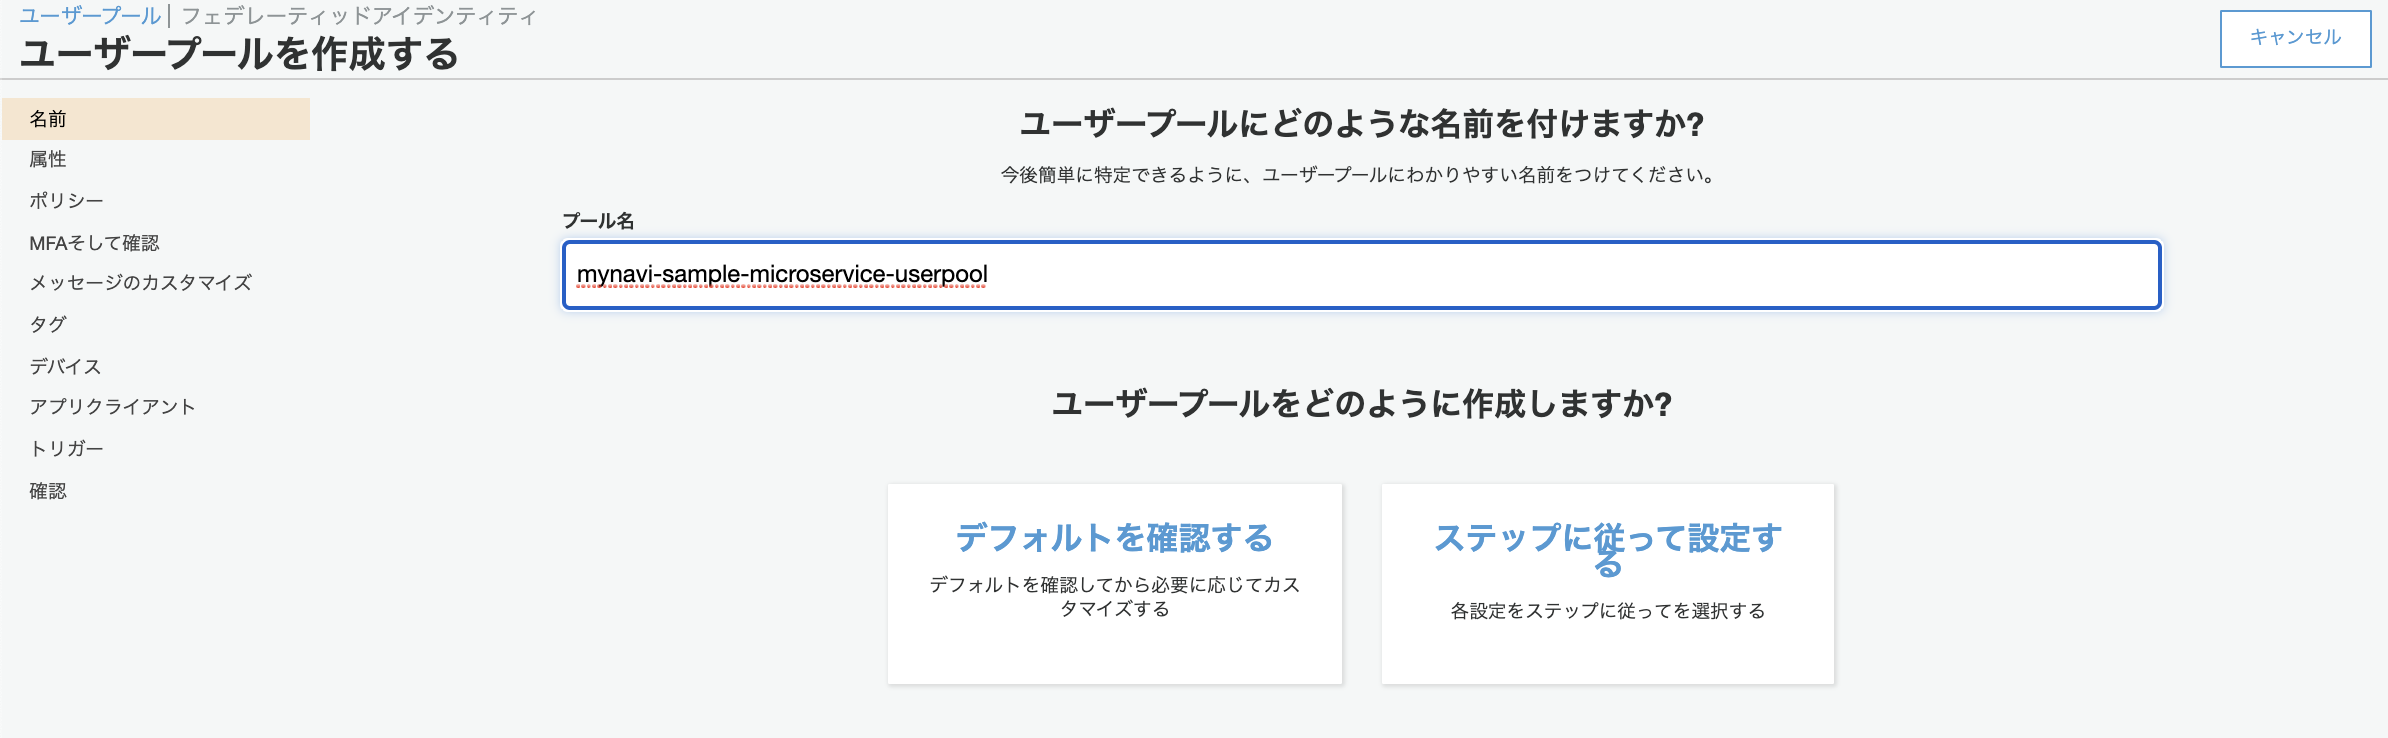 ユーザープール | フェデレーティッドアイデンティティ
ユーザープールを作成する
キャンセル
名前
属性
ポリシー
MFAそして確認
メッセージのカスタマイズ
タグ
デバイス
アプリクライアント
トリガー
確認
ユーザープールにどのような名前を付けますか?
今後簡単に特定できるように、ユーザープールにわかりやすい名前をつけてください。
プール名
mynavi-sample-microservice-userpool
ユーザープールをどのように作成しますか?
デフォルトを確認する
デフォルトを確認してから必要に応じてカス
タマイズする
ステップに従って設定す
る
各設定をステップに従ってを選択する